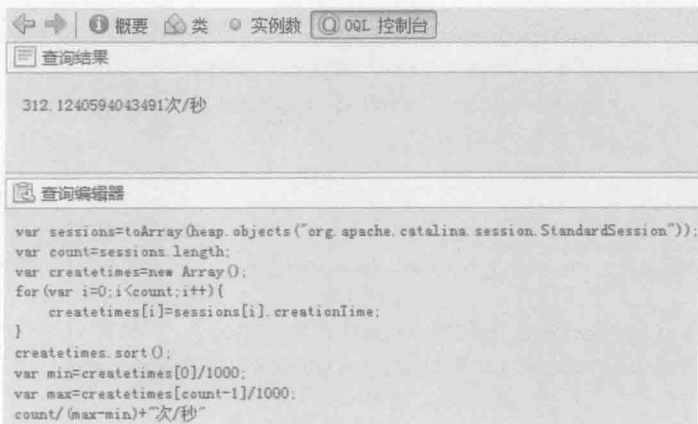 概要 类 实例数 OQL 控制台
查询结果
312.1240594043491次/秒
查询编辑器
var sessions=toArray(heap.objects("org.apache.catalina.session.StandardSession"));
var count=sessions.length;
var createtimes=new Array();
for(var i=0;i<count;i++){
    createtimes[i]=sessions[i].creationTime;
}
createtimes.sort();
var min=createtimes[0]/1000;
var max=createtimes[count-1]/1000;
count/(max-min)+"次/秒"